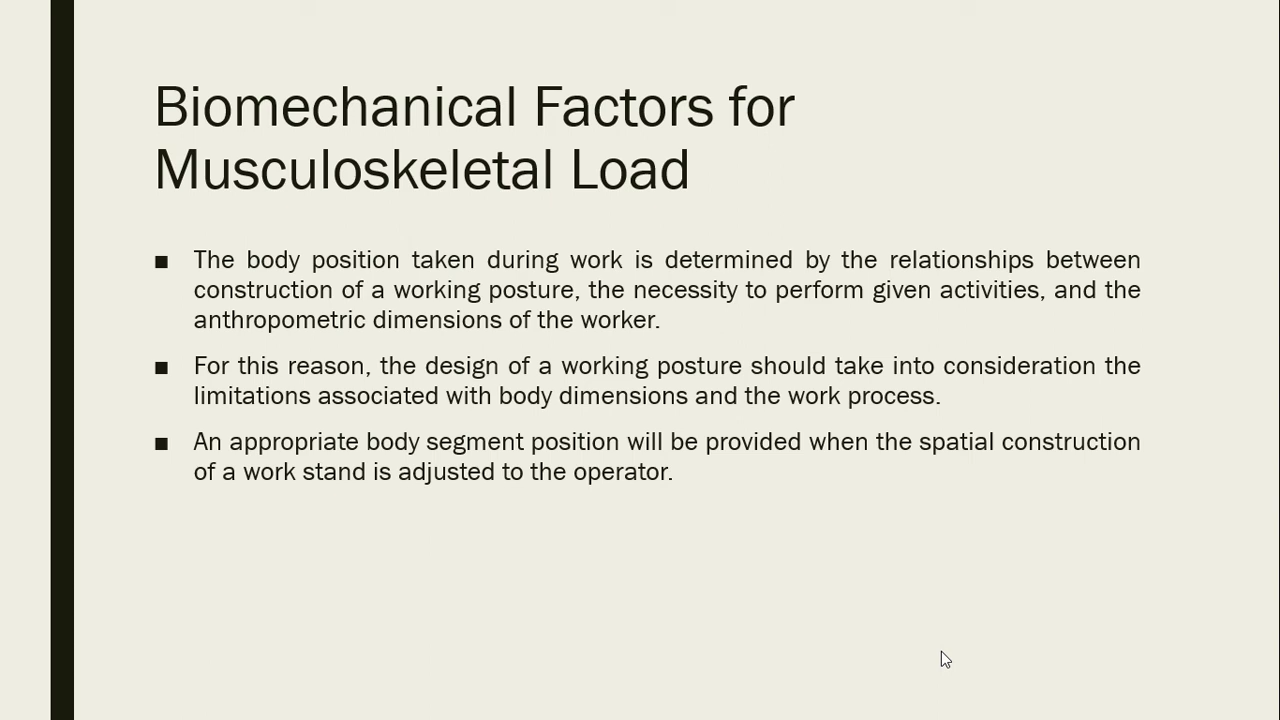 Biomechanical Factors for
Musculoskeletal Load
■ The body position taken during work is determined by the relationships between
construction of a working posture, the necessity to perform given activities, and the
anthropometric dimensions of the worker.
■ For this reason, the design of a working posture should take into consideration the
limitations associated with body dimensions and the work process.
■ An appropriate body segment position will be provided when the spatial construction
of a work stand is adjusted to the operator.